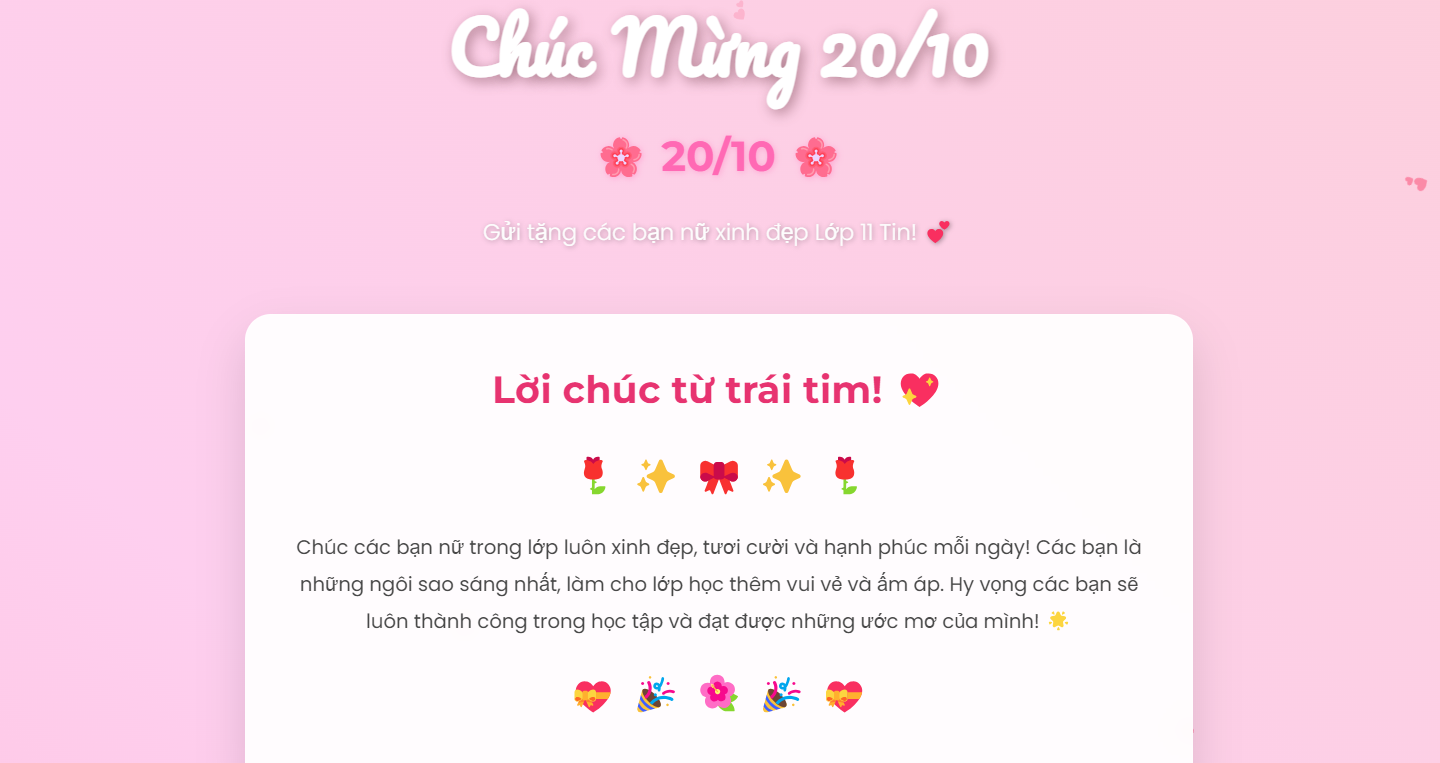 Chúc Mừng 20/10
🌸 20/10 🌸
Gửi tặng các bạn nữ xinh đẹp Lớp 11 Tin! 💕
Lời chúc từ trái tim! 💖
🌹 ✨ 🎀 ✨ 🌹
Chúc các bạn nữ trong lớp luôn xinh đẹp, tươi cười và hạnh phúc mỗi ngày! Các bạn là
những ngôi sao sáng nhất, làm cho lớp học thêm vui vẻ và ấm áp. Hy vọng các bạn sẽ
luôn thành công trong học tập và đạt được những ước mơ của mình! 🌟
💝 🎉 🌺 🎉 💝